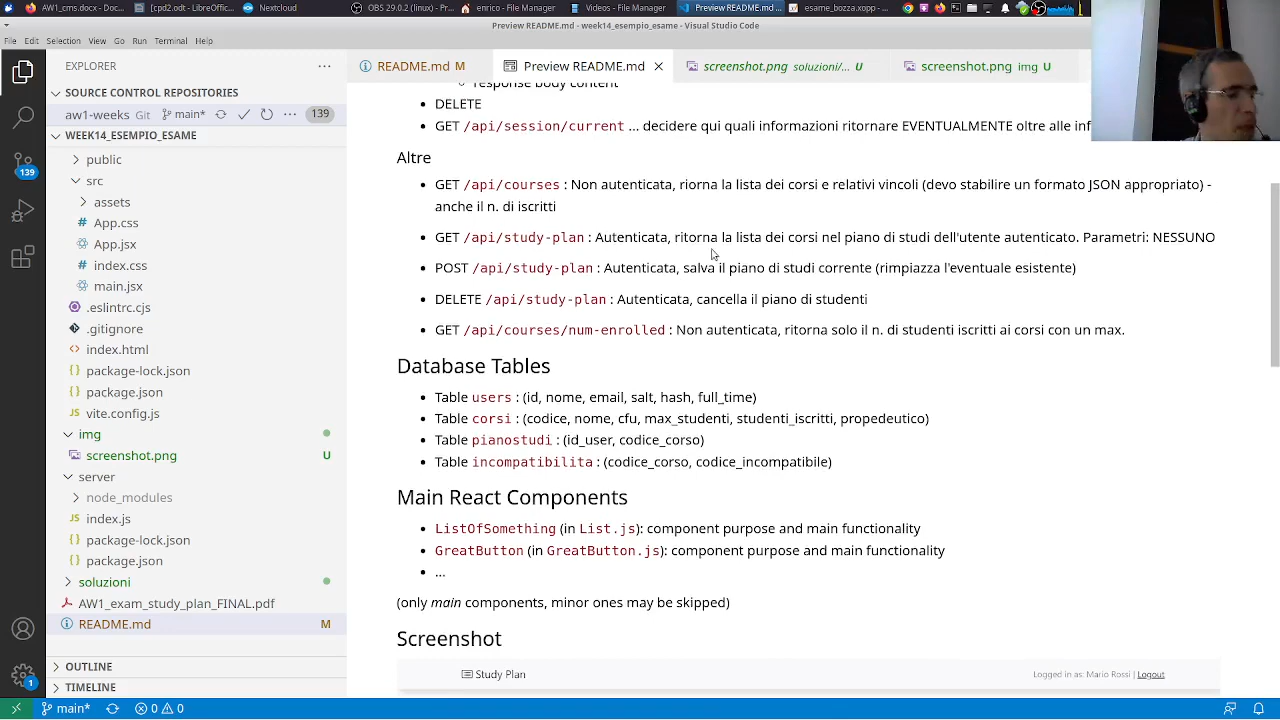 AW1_cms.docx - Docum...
cap2.pdf - LibreOffic...
Nextcloud
OBS 29.0.2 (linux) - P...
enrico - File Manager
Video - File Manager
Preview README.md - ...
esame_bozza.xopp-...
Preview README.md - week14_esempio_esame - Visual Studio Code
File Edit Selection View Go Run Terminal Help
EXPLORER
README.md M
Preview README.md
screenshot.png soluzioni/... U
screenshot.png img U
SOURCE CONTROL REPOSITORIES
aw1-weeks Git main* 139
WEEK14_ESEMPIO_ESAME
public
src
assets
App.css
App.jsx
index.css
main.jsx
.eslintrc.cjs
.gitignore
index.html
package-lock.json
package.json
vite.config.js
img
screenshot.png U
server
node_modules
index.js
package-lock.json
package.json
soluzioni
AW1_exam_study_plan_FINAL.pdf
README.md M
OUTLINE
TIMELINE
139
1
response body content
DELETE
GET /api/session/current ... decidere qui quali informazioni ritornare EVENTUALMENTE oltre alle inf
Altre
GET /api/courses : Non autenticata, riorna la lista dei corsi e relativi vincoli (devo stabilire un formato JSON appropriato) -
anche il n. di iscritti
GET /api/study-plan : Autenticata, ritorna la lista dei corsi nel piano di studi dell'utente autenticato. Parametri: NESSUNO
POST /api/study-plan : Autenticata, salva il piano di studi corrente (rimpiazza l'eventuale esistente)
DELETE /api/study-plan : Autenticata, cancella il piano di studenti
GET /api/courses/num-enrolled : Non autenticata, ritorna solo il n. di studenti iscritti ai corsi con un max.
Database Tables
Table users : (id, nome, email, salt, hash, full_time)
Table corsi : (codice, nome, cfu, max_studenti, studenti_iscritti, propedeutico)
Table pianostudi : (id_user, codice_corso)
Table incompatibilita : (codice_corso, codice_incompatibile)
Main React Components
ListOfSomething (in List.js): component purpose and main functionality
GreatButton (in GreatButton.js): component purpose and main functionality
...
(only main components, minor ones may be skipped)
Screenshot
Study Plan
Logged in as: Mario Rossi | Logout
main* 0 0